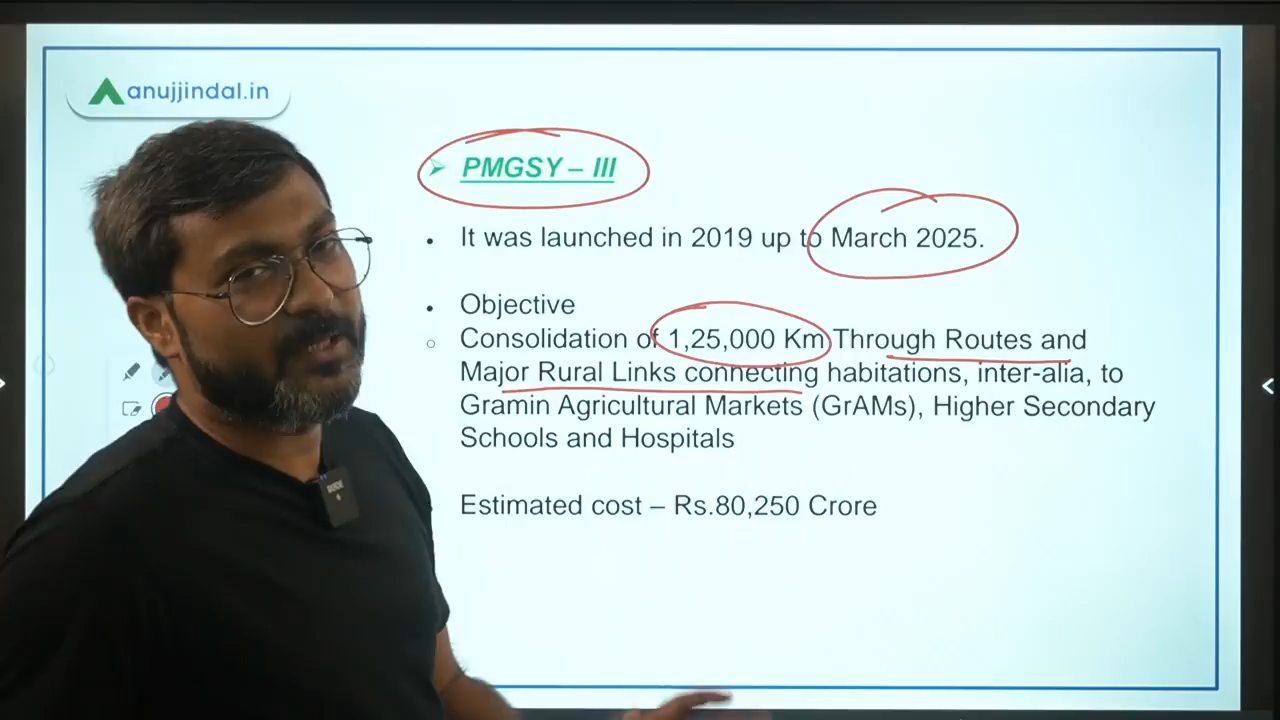 anujjindal.in
PMGSY – III
It was launched in 2019 up to March 2025.
Objective
Consolidation of 1,25,000 Km Through Routes and
Major Rural Links connecting habitations, inter-alia, to
Gramin Agricultural Markets (GrAMs), Higher Secondary
Schools and Hospitals
Estimated cost – Rs.80,250 Crore